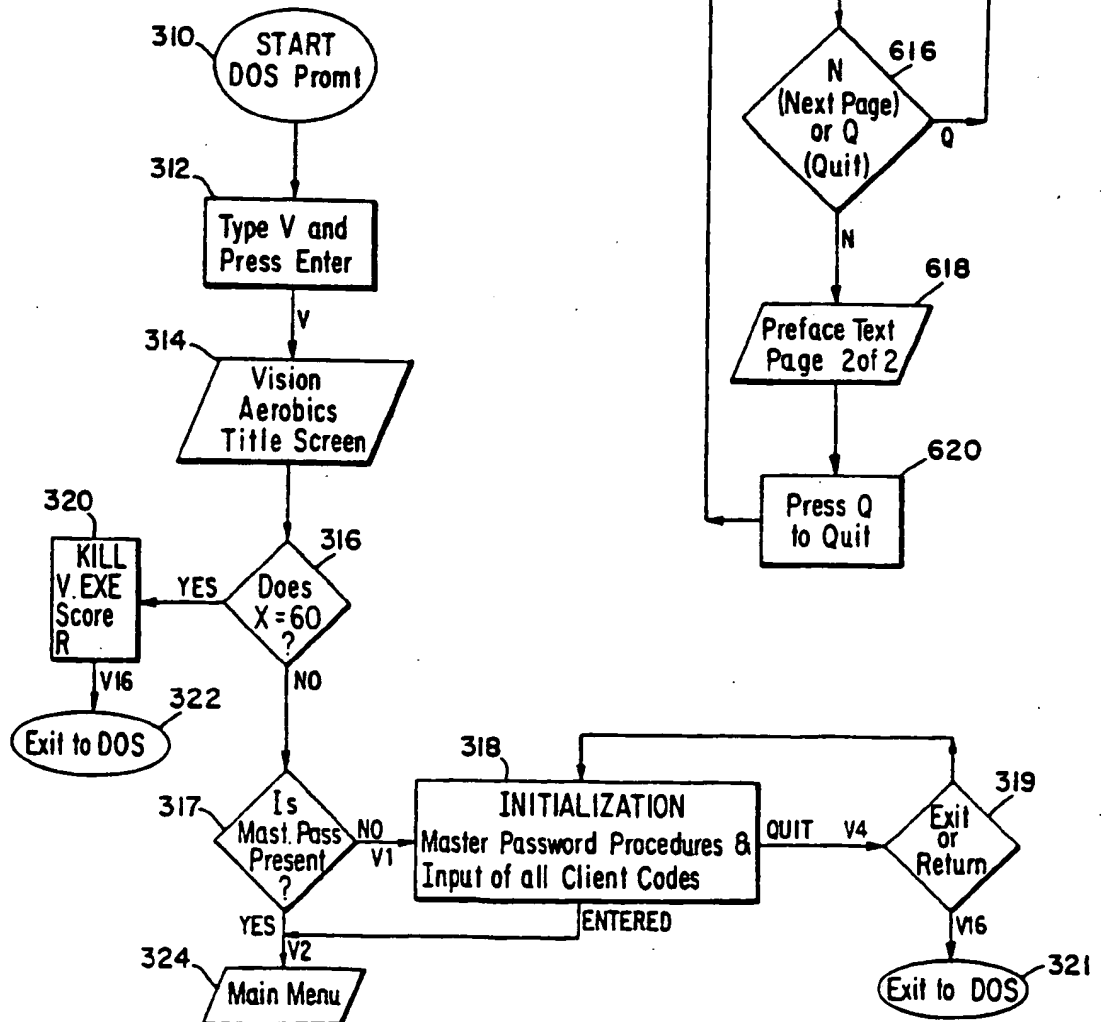 310
START
DOS Promt
312
Type V and
Press Enter
V
314
Vision
Aerobics
Title Screen
316
Does
X=60
?
YES
320
KILL
V.EXE
Score
R
V16
322
Exit to DOS
NO
317
Is
Mast. Pass
Present
?
NO
V1
318
INITIALIZATION
Master Password Procedures &
Input of all Client Codes
QUIT V4
319
Exit
or
Return
V16
321
Exit to DOS
ENTERED
YES
V2
324
Main Menu
616
N
(Next Page)
or Q
(Quit)
Q
N
618
Preface Text
Page 2of2
620
Press Q
to Quit